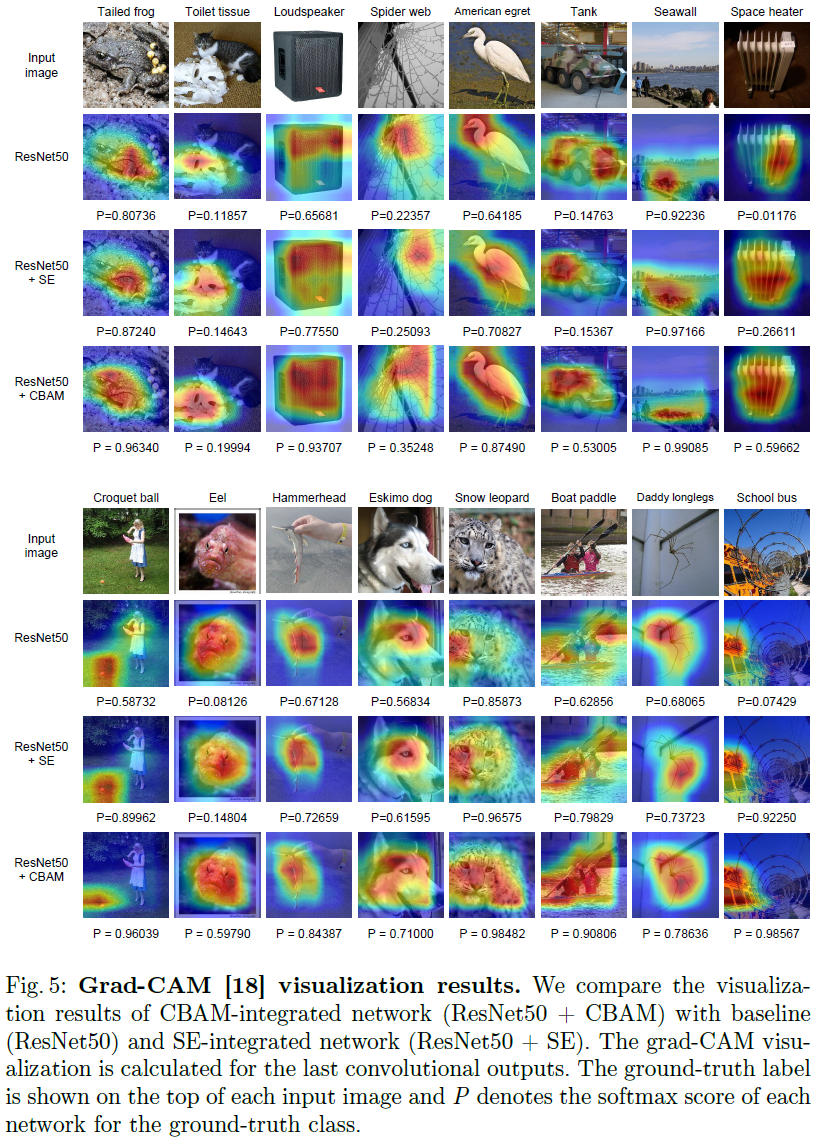 Tailed frog Toilet tissue Loudspeaker Spider web American egret Tank Seawall Space heater
Input
image
ResNet50
P=0.80736 P=0.11857 P=0.65681 P=0.22357 P=0.64185 P=0.14763 P=0.92236 P=0.01176
ResNet50
+ SE
P=0.87240 P=0.14643 P=0.77550 P=0.25093 P=0.70827 P=0.15367 P=0.97166 P=0.26611
ResNet50
+ CBAM
P = 0.96340 P = 0.19994 P = 0.93707 P = 0.35248 P = 0.87490 P = 0.53005 P = 0.99085 P = 0.59662
Croquet ball Eel Hammerhead Eskimo dog Snow leopard Boat paddle Daddy longlegs School bus
Input
image
ResNet50
P=0.58732 P=0.08126 P=0.67128 P=0.56834 P=0.85873 P=0.62856 P=0.68065 P=0.07429
ResNet50
+ SE
P=0.89962 P=0.14804 P=0.72659 P=0.61595 P=0.96575 P=0.79829 P=0.73723 P=0.92250
ResNet50
+ CBAM
P = 0.96039 P = 0.59790 P = 0.84387 P = 0.71000 P = 0.98482 P = 0.90806 P = 0.78636 P = 0.98567
Fig. 5: Grad-CAM [18] visualization results. We compare the visualiza-
tion results of CBAM-integrated network (ResNet50 + CBAM) with baseline
(ResNet50) and SE-integrated network (ResNet50 + SE). The grad-CAM visu-
alization is calculated for the last convolutional outputs. The ground-truth label
is shown on the top of each input image and P denotes the softmax score of each
network for the ground-truth class.